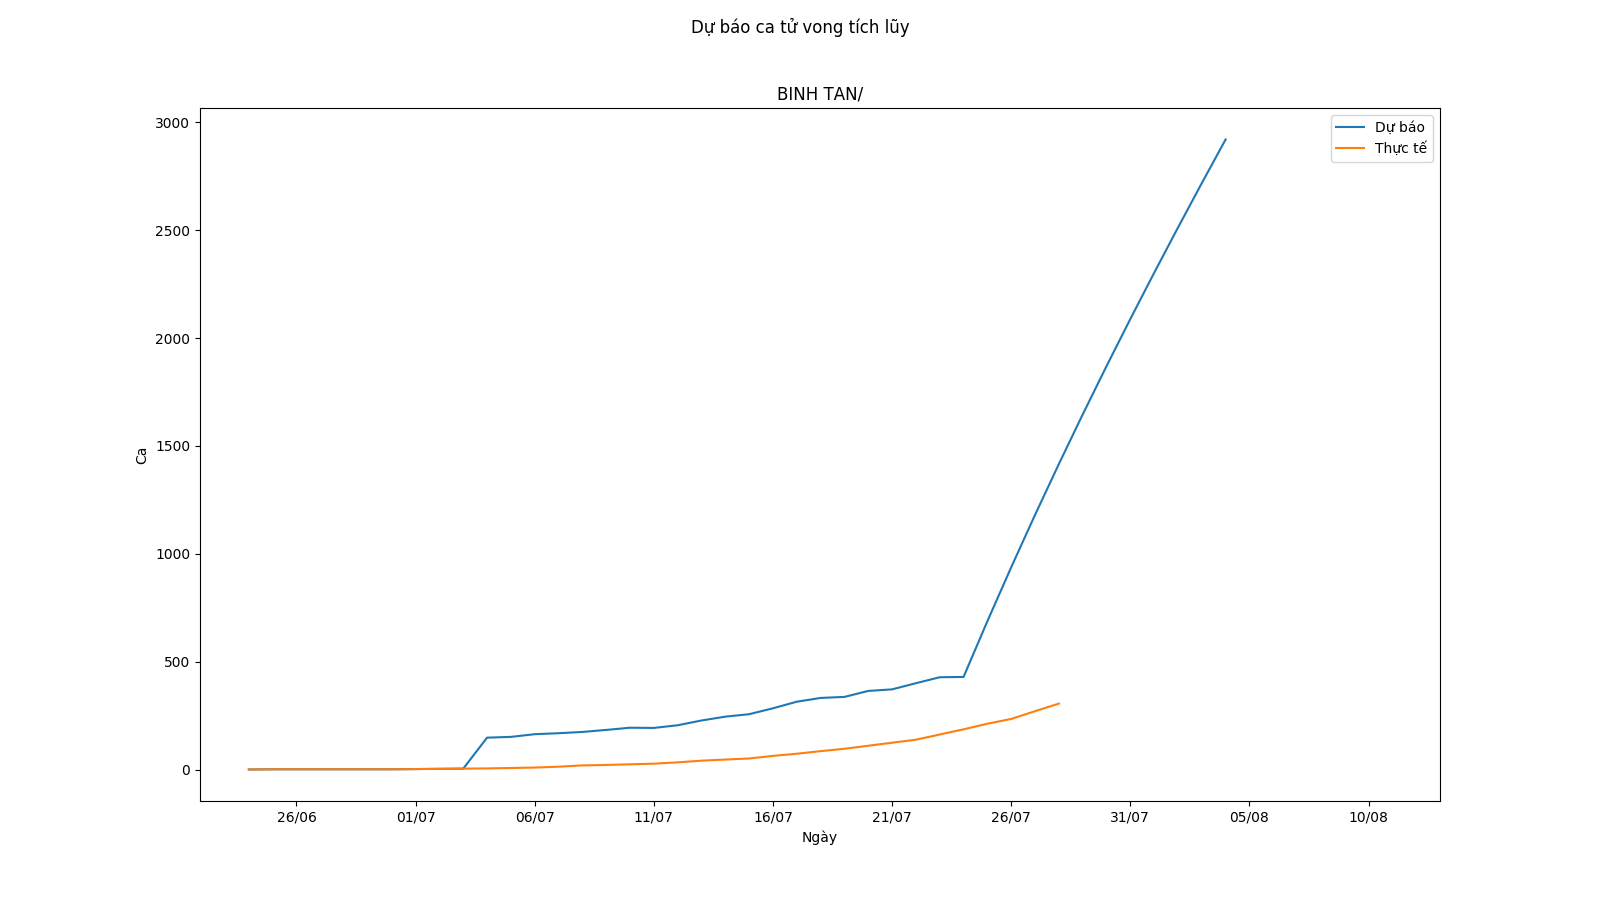 Dự báo ca tử vong tích lũy
BINH TAN/
Dự báo
Thực tế
3000
2500
2000
1500
1000
500
0
Ca
26/06
01/07
06/07
11/07
16/07
21/07
26/07
31/07
05/08
10/08
Ngày